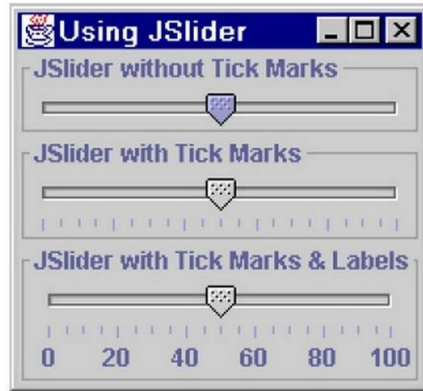 Using JSlider
JSlider without Tick Marks
JSlider with Tick Marks
JSlider with Tick Marks & Labels
0 20 40 60 80 100